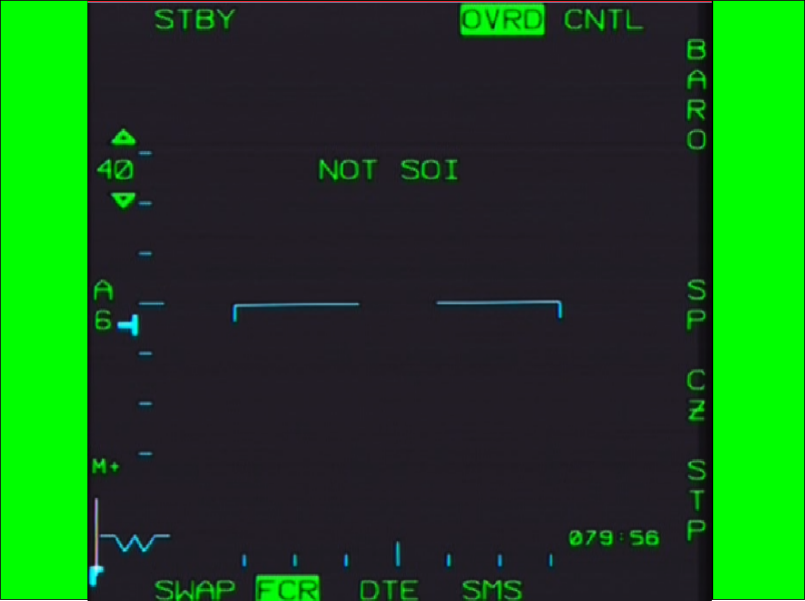 STBY OVRD CNTL
BARO
40
NOT SOI
A
6
SP
CZ
M+
STP
079:56
SWAP FCR DTE SMS